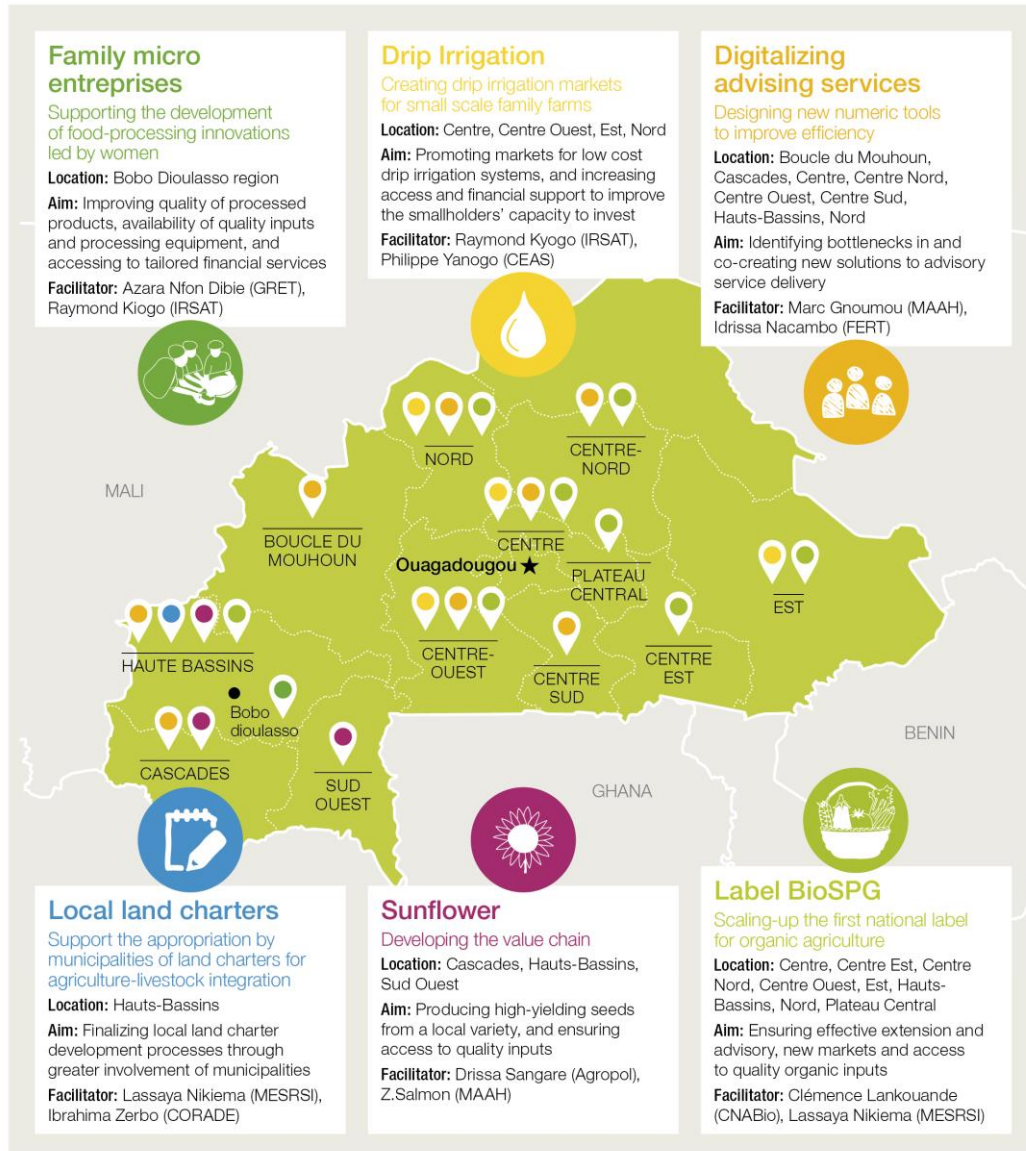 Family micro
entreprises
Supporting the development
of food-processing innovations
led by women
Location: Bobo Dioulasso region
Aim: Improving quality of processed
products, availability of quality inputs
and processing equipment, and
accessing to tailored financial services
Facilitator: Azara Nfon Dibie (GRET),
Raymond Kiogo (IRSAT)
Drip Irrigation
Creating drip irrigation markets
for small scale family farms
Location: Centre, Centre Ouest, Est, Nord
Aim: Promoting markets for low cost
drip irrigation systems, and increasing
access and financial support to improve
the smallholders' capacity to invest
Facilitator: Raymond Kyogo (IRSAT),
Philippe Yanogo (CEAS)
Digitalizing
advising services
Designing new numeric tools
to improve efficiency
Location: Boucle du Mouhoun,
Cascades, Centre, Centre Nord,
Centre Ouest, Centre Sud,
Hauts-Bassins, Nord
Aim: Identifying bottlenecks in and
co-creating new solutions to advisory
service delivery
Facilitator: Marc Gnoumou (MAAH),
Idrissa Nacambo (FERT)
NORD
CENTRE-
NORD
MALI
BOUCLE DU
MOUHOUN
CENTRE
Ouagadougou
PLATEAU
CENTRAL
EST
HAUTE BASSINS
CENTRE-
OUEST
CENTRE
SUD
CENTRE
EST
Bobo
dioulasso
CASCADES
SUD
OUEST
BENIN
GHANA
Local land charters
Support the appropriation by
municipalities of land charters for
agriculture-livestock integration
Location: Hauts-Bassins
Aim: Finalizing local land charter
development processes through
greater involvement of municipalities
Facilitator: Lassaya Nikiema (MESRSI),
Ibrahima Zerbo (CORADE)
Sunflower
Developing the value chain
Location: Cascades, Hauts-Bassins,
Sud Ouest
Aim: Producing high-yielding seeds
from a local variety, and ensuring
access to quality inputs
Facilitator: Drissa Sangare (Agropol),
Z.Salmon (MAAH)
Label BioSPG
Scaling-up the first national label
for organic agriculture
Location: Centre, Centre Est, Centre
Nord, Centre Ouest, Est, Hauts-
Bassins, Nord, Plateau Central
Aim: Ensuring effective extension and
advisory, new markets and access
to quality organic inputs
Facilitator: Clémence Lankouande
(CNABio), Lassaya Nikiema (MESRSI)